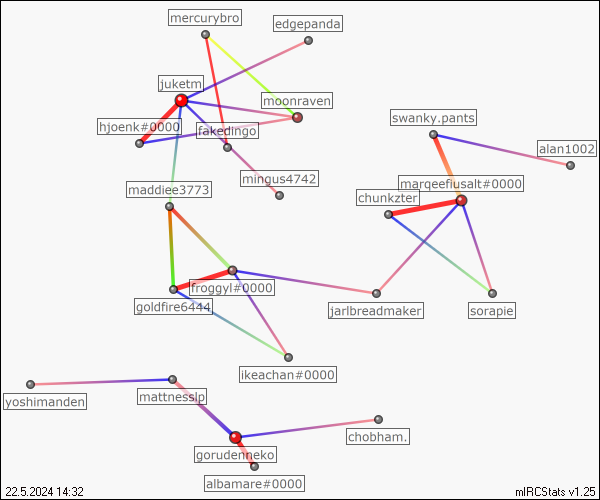 mercurybro
edgepanda
juketm
moonraven
swanky.pants
hjoenk#0000
fakedingo
alan1002
mingus4742
maddiee3773
marqeefiusalt#0000
chunkzter
froggyl#0000
goldfire6444
jarlbreadmaker
sorapie
ikeachan#0000
mattnessip
yoshimanden
chobham.
gorudenneko
albamare#0000
22.5.2024 14:32
mIRCStats v1.25